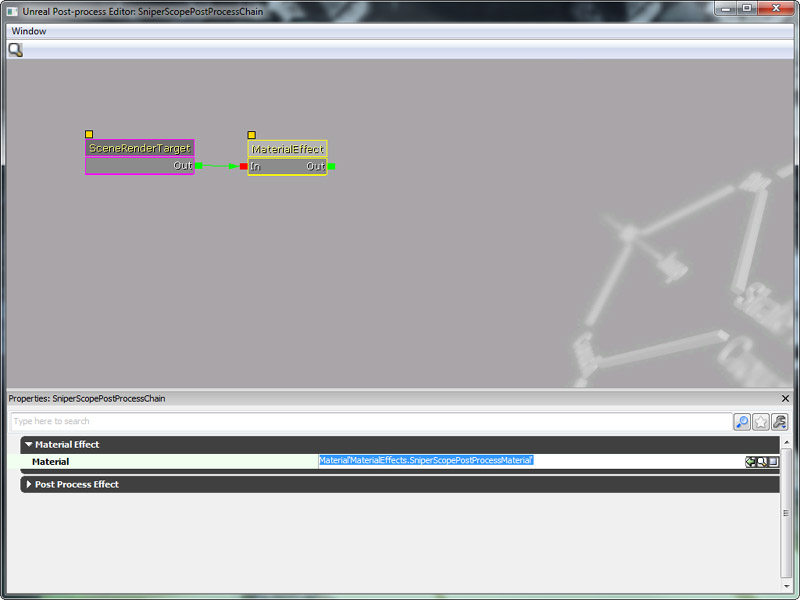 Unreal Post-process Editor: SniperScopePostProcessChain
Window
SceneRenderTarget
Out
MaterialEffect
In Out
Properties: SniperScopePostProcessChain
Type here to search
Material Effect
Material Material'MaterialEffects.SniperScopePostProcessMaterial'
Post Process Effect